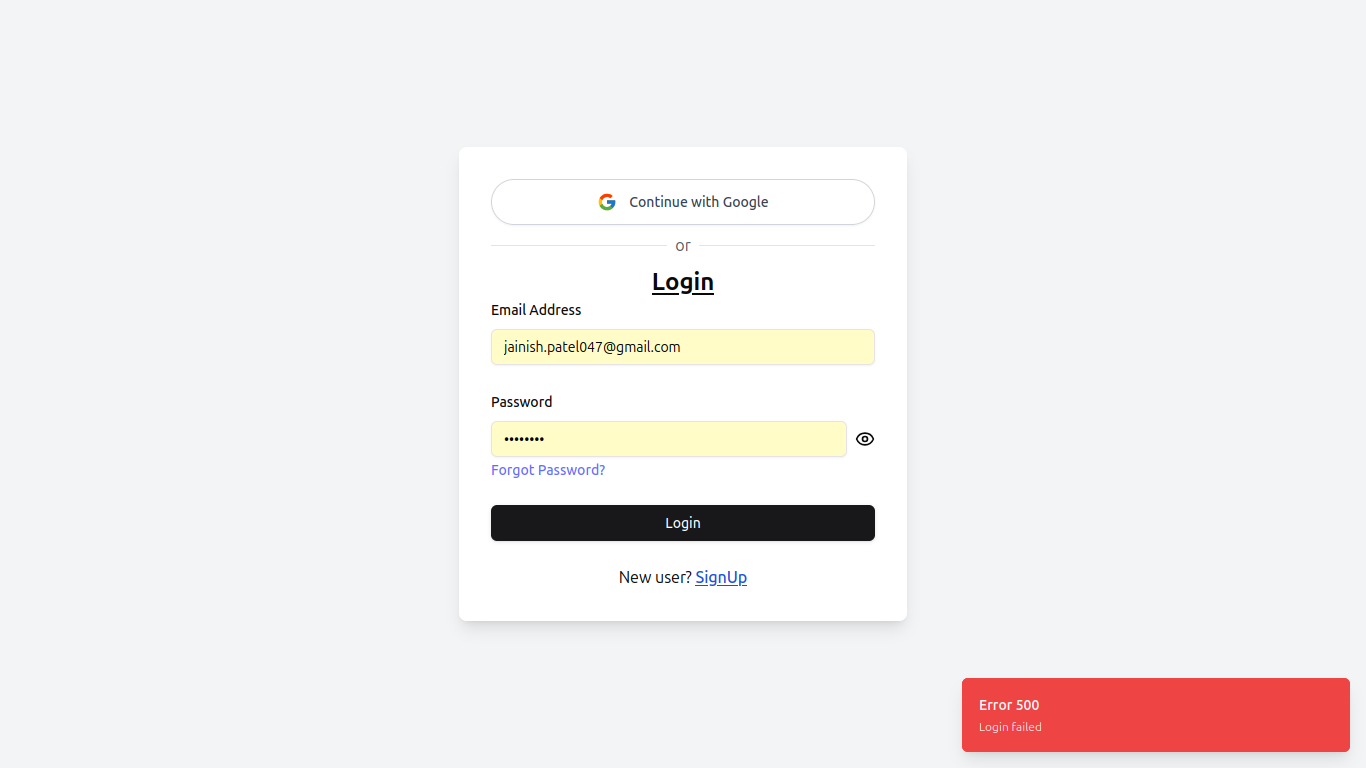 Continue with Google
or
Login
Email Address
jainish.patel047@gmail.com
Password
••••••••
Forgot Password?
Login
New user? SignUp
Error 500
Login failed